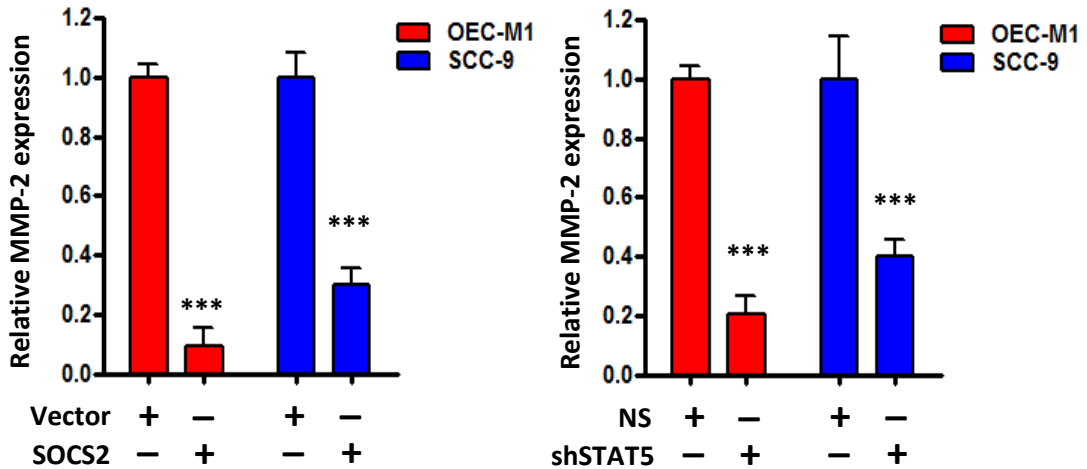 Relative MMP-2 expression
1.2
1.0
0.8
0.6
0.4
0.2
0.0
OEC-M1
SCC-9
***
***
Vector + – + –
SOCS2 – + – +
Relative MMP-2 expression
1.2
1.0
0.8
0.6
0.4
0.2
0.0
OEC-M1
SCC-9
***
***
NS + – + –
shSTAT5 – + – +